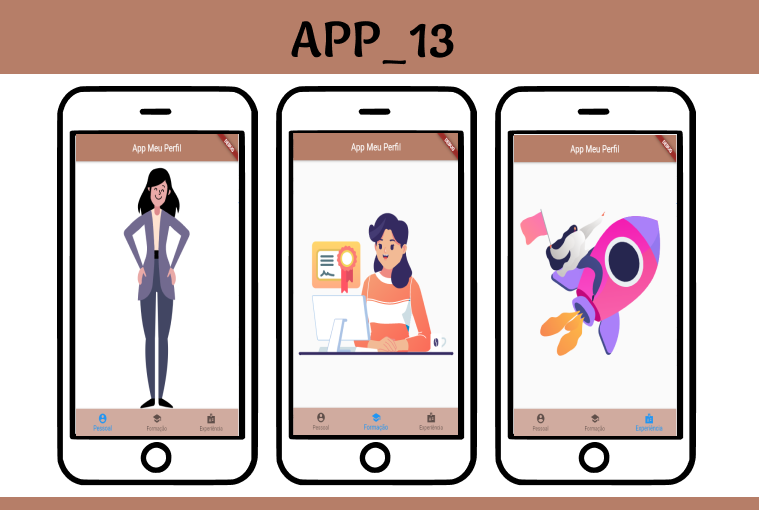 APP_13
App Meu Perfil
DEBUG
Pessoal Formação Experiência
App Meu Perfil
DEBUG
Pessoal Formação Experiência
App Meu Perfil
DEBUG
Pessoal Formação Experiência